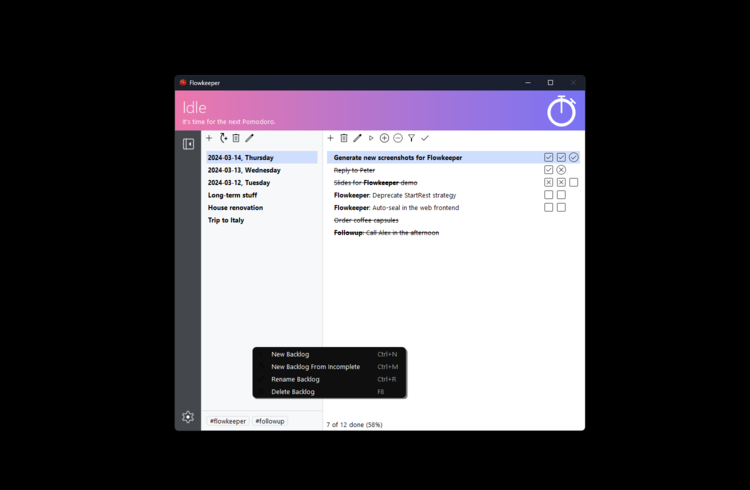 Flowkeeper
Idle
It's time for the next Pomodoro.
2024-03-14, Thursday
2024-03-13, Wednesday
2024-03-12, Tuesday
Long-term stuff
House renovation
Trip to Italy
Generate new screenshots for Flowkeeper
Reply to Peter
Slides for Flowkeeper demo
Flowkeeper: Deprecate StartRest strategy
Flowkeeper: Auto-seal in the web frontend
Order coffee capsules
Followup: Call Alex in the afternoon
New Backlog Ctrl+N
New Backlog From Incomplete Ctrl+M
Rename Backlog Ctrl+R
Delete Backlog F8
#flowkeeper #followup
7 of 12 done (58%)